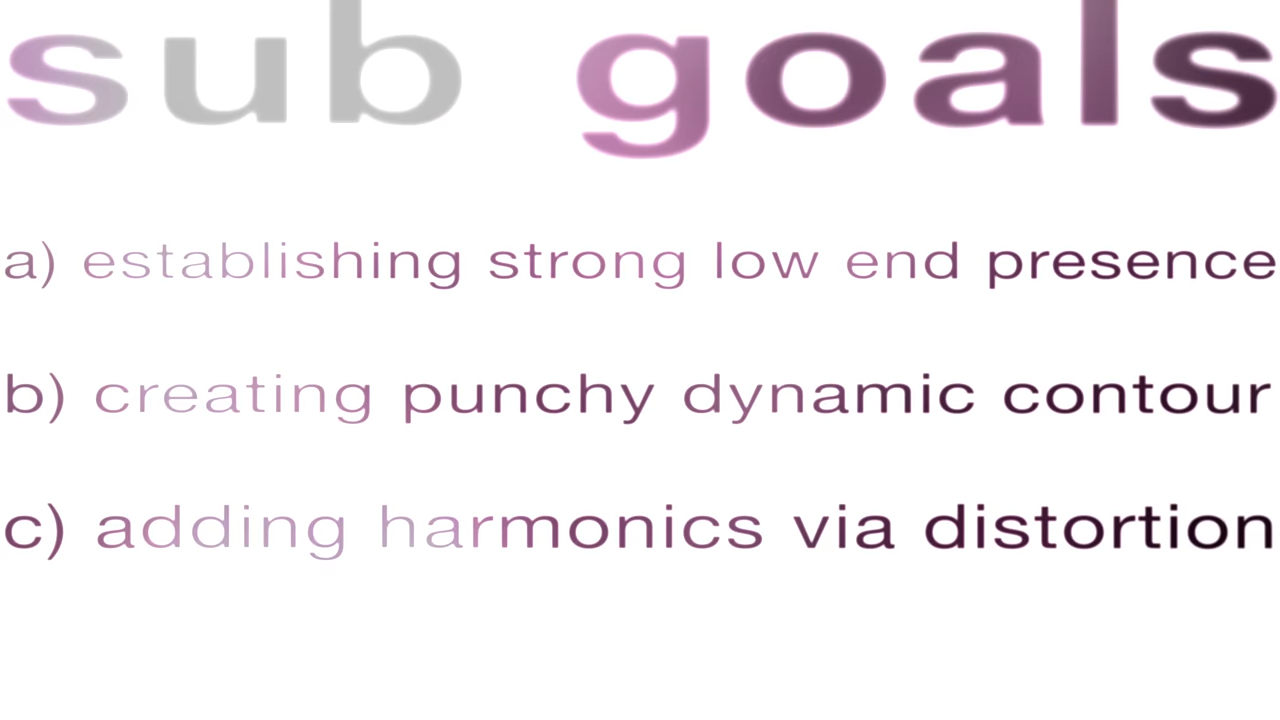 sub goals
a) establishing strong low end presence
b) creating punchy dynamic contour
c) adding harmonics via distortion